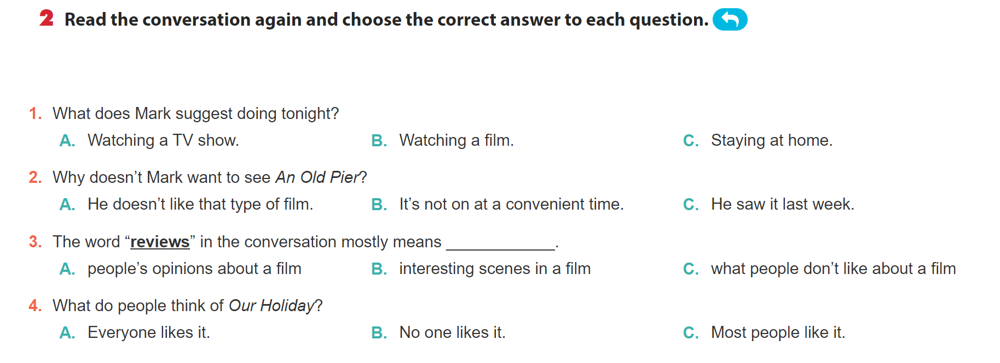 2 Read the conversation again and choose the correct answer to each question.
1. What does Mark suggest doing tonight?
A. Watching a TV show. B. Watching a film. C. Staying at home.
2. Why doesn’t Mark want to see An Old Pier?
A. He doesn’t like that type of film. B. It’s not on at a convenient time. C. He saw it last week.
3. The word “reviews” in the conversation mostly means ____________.
A. people’s opinions about a film B. interesting scenes in a film C. what people don’t like about a film
4. What do people think of Our Holiday?
A. Everyone likes it. B. No one likes it. C. Most people like it.